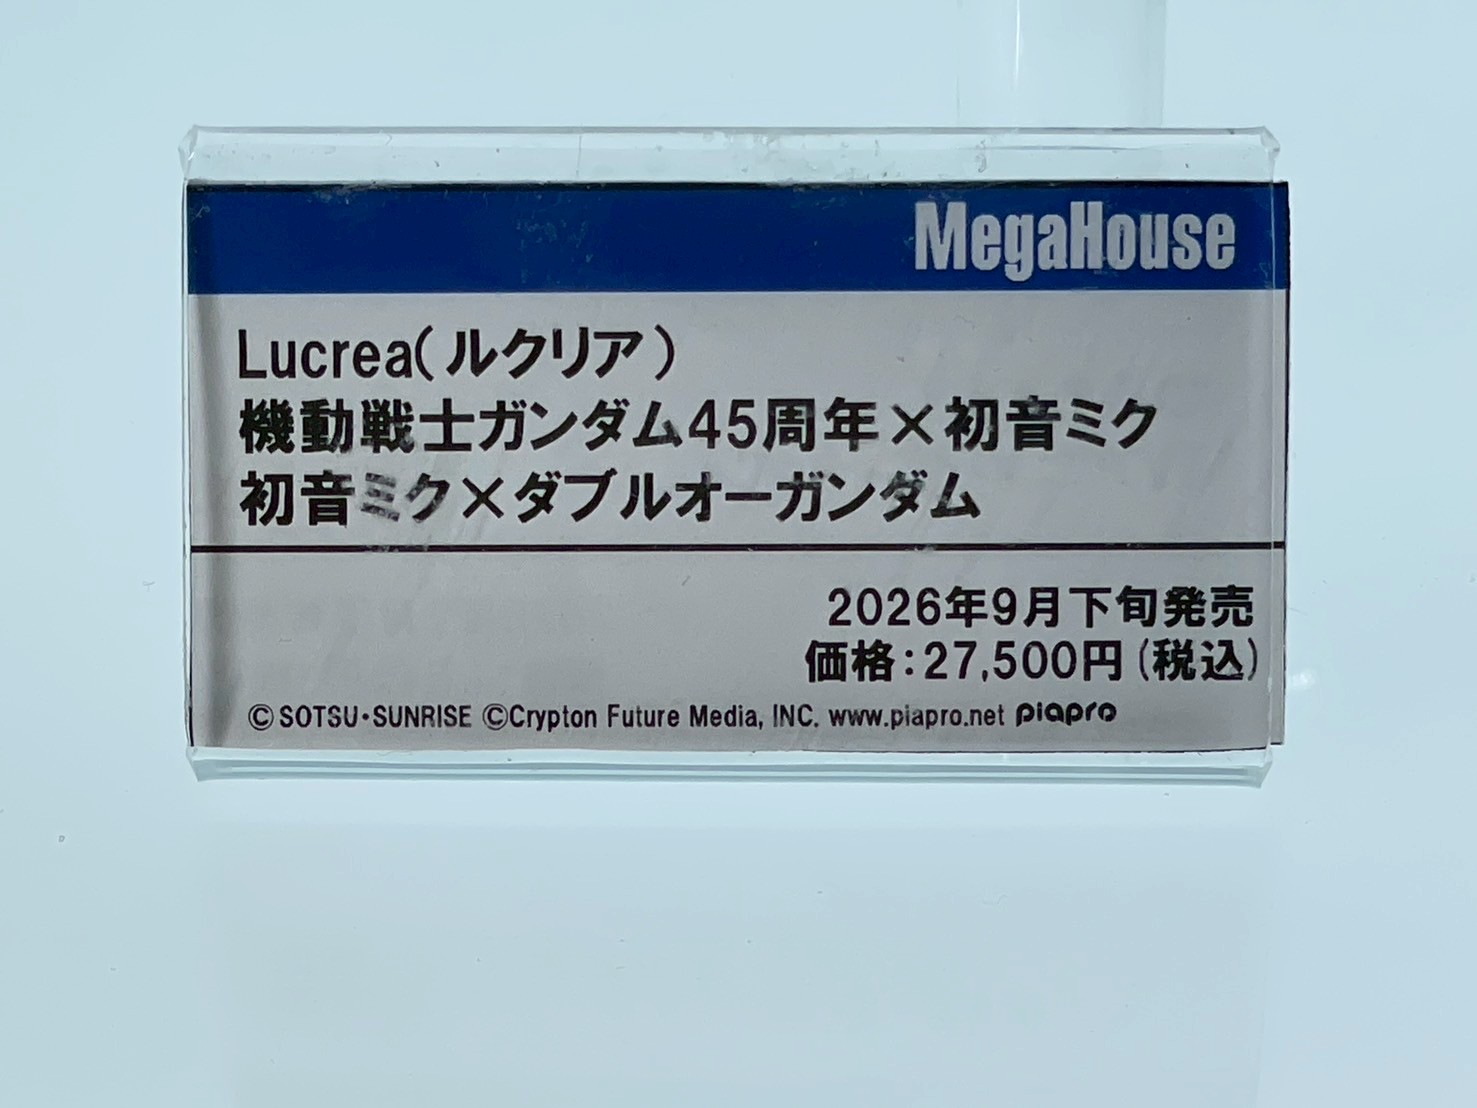 MegaHouse
Lucrea(ルクリア)
機動戦士ガンダム45周年×初音ミク
初音ミク×ダブルオーガンダム
2026年9月下旬発売
価格:27,500円(税込)
©SOTSU・SUNRISE ©Crypton Future Media, INC. www.piapro.net piapro